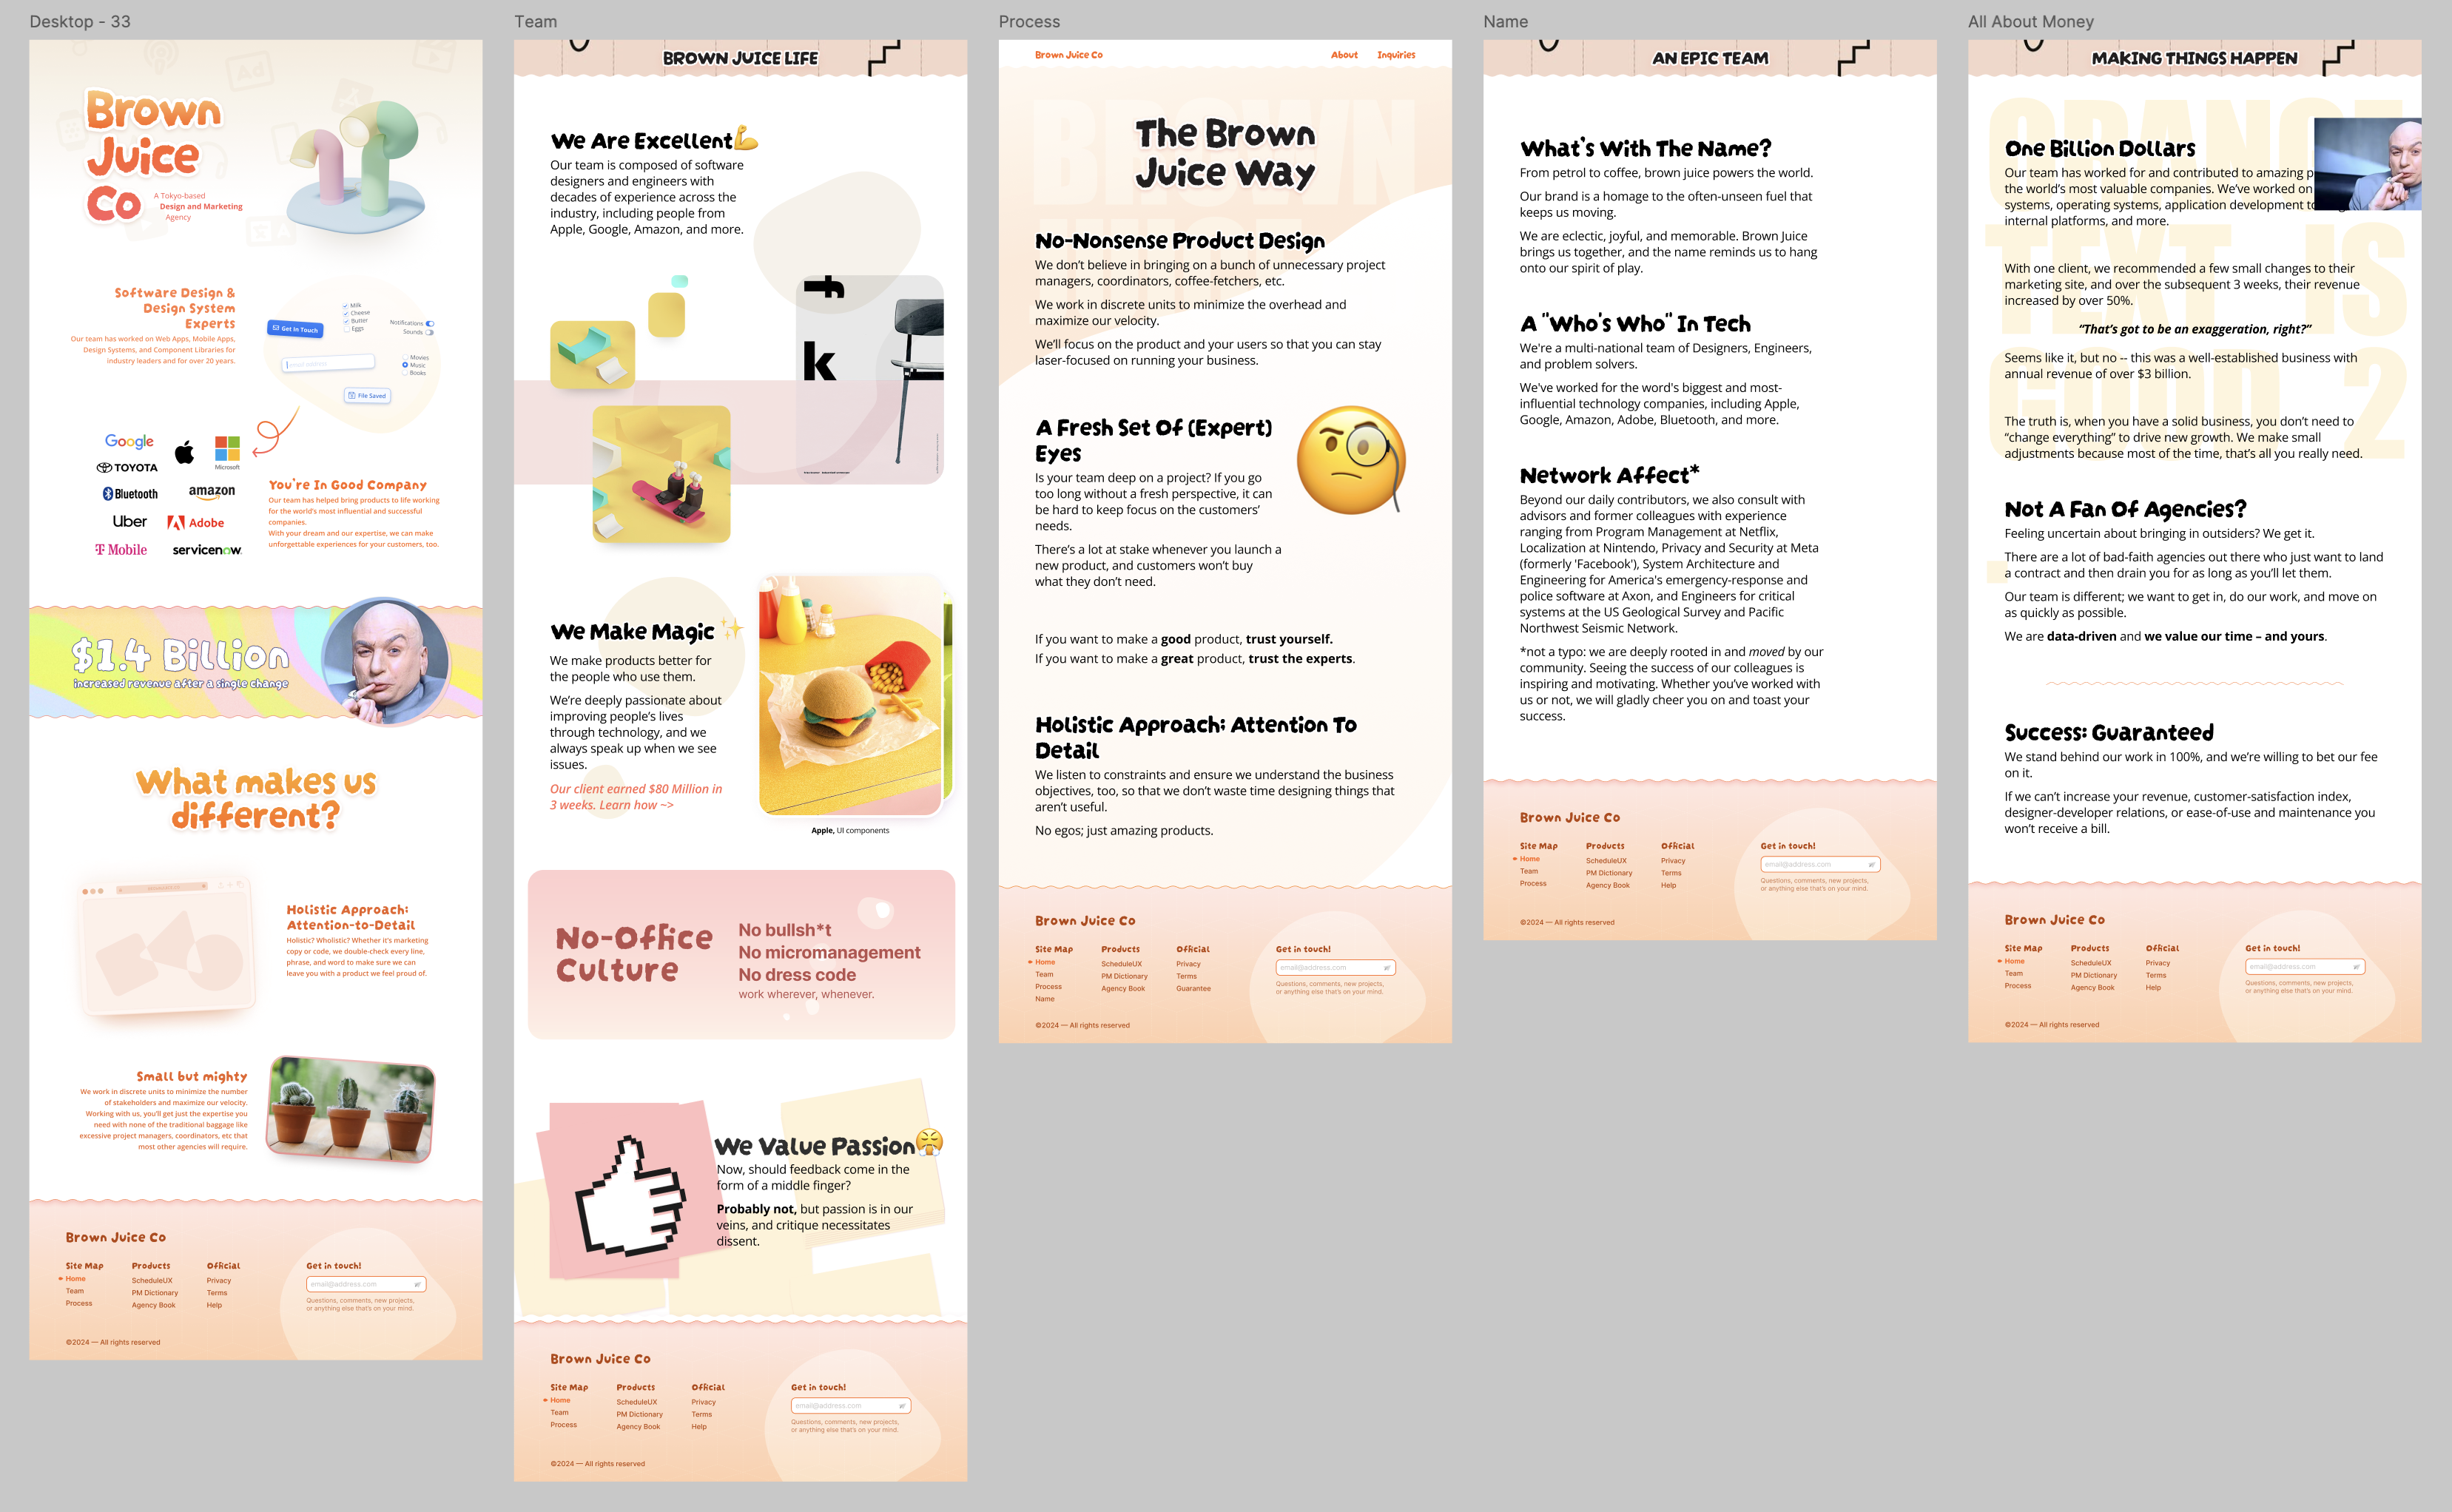 Desktop - 33
Brown
Juice
Co
A Tokyo-based
Design and Marketing
Agency
Software Design &
Design System
Experts
Our team has worked on Web Apps, Mobile Apps,
Design Systems, and Component Libraries for
industry leaders and for over 20 years.
Get in Touch
Milk
Cheese
Butter
Eggs
Notifications
Sounds
email address
Movies
Music
Books
File Saved
Google
Microsoft
TOYOTA
Bluetooth
amazon
Uber
Adobe
T Mobile
servicenow
You're In Good Company
Our team has helped bring products to life working
for the world's most influential and successful
companies.
With your dream and our expertise, we can make
unforgettable experiences for your customers, too.
$1.4 Billion
increased revenue after a single change
What makes us
different?
Holistic Approach:
Attention-to-Detail
Holistic? Wholistic? Whether it's marketing
copy or code, we double-check every line,
phrase, and word to make sure we can
leave you with a product we feel proud of.
Small but mighty
We work in discrete units to minimize the number
of stakeholders and maximize our velocity.
Working with us, you'll get just the expertise you
need with none of the traditional baggage like
excessive project managers, coordinators, etc that
most other agencies will require.
Brown Juice Co
Site Map
Home
Team
Process
Products
ScheduleUX
PM Dictionary
Agency Book
Official
Privacy
Terms
Help
Get in touch!
email@address.com
Questions, comments, new projects,
or anything else that's on your mind.
©2024 — All rights reserved
Team
BROWN JUICE LIFE
We Are Excellent💪
Our team is composed of software
designers and engineers with
decades of experience across the
industry, including people from
Apple, Google, Amazon, and more.
k
We Make Magic ✨
We make products better for
the people who use them.
We're deeply passionate about
improving people's lives
through technology, and we
always speak up when we see
issues.
Our client earned $80 Million in
3 weeks. Learn how ~>
Apple, UI components
No-Office
Culture
No bullsh*t
No micromanagement
No dress code
work wherever, whenever.
We Value Passion😤
Now, should feedback come in the
form of a middle finger?
Probably not, but passion is in our
veins, and critique necessitates
dissent.
Brown Juice Co
Site Map
Home
Team
Process
Products
ScheduleUX
PM Dictionary
Agency Book
Official
Privacy
Terms
Help
Get in touch!
email@address.com
Questions, comments, new projects,
or anything else that's on your mind.
©2024 — All rights reserved
Process
Brown Juice Co
About
Inquiries
BROWN
JUICE
The Brown
Juice Way
No-Nonsense Product Design
We don't believe in bringing on a bunch of unnecessary project
managers, coordinators, coffee-fetchers, etc.
We work in discrete units to minimize the overhead and
maximize our velocity.
We'll focus on the product and your users so that you can stay
laser-focused on running your business.
A Fresh Set Of (Expert)
Eyes
Is your team deep on a project? If you go
too long without a fresh perspective, it can
be hard to keep focus on the customers'
needs.
There's a lot at stake whenever you launch a
new product, and customers won't buy
what they don't need.
If you want to make a good product, trust yourself.
If you want to make a great product, trust the experts.
Holistic Approach: Attention To
Detail
We listen to constraints and ensure we understand the business
objectives, too, so that we don't waste time designing things that
aren't useful.
No egos; just amazing products.
Brown Juice Co
Site Map
Home
Team
Process
Name
Products
ScheduleUX
PM Dictionary
Agency Book
Official
Privacy
Terms
Guarantee
Get in touch!
email@address.com
Questions, comments, new projects,
or anything else that's on your mind.
©2024 — All rights reserved
Name
AN EPIC TEAM
What's With The Name?
From petrol to coffee, brown juice powers the world.
Our brand is a homage to the often-unseen fuel that
keeps us moving.
We are eclectic, joyful, and memorable. Brown Juice
brings us together, and the name reminds us to hang
onto our spirit of play.
A "Who's Who" In Tech
We're a multi-national team of Designers, Engineers,
and problem solvers.
We've worked for the word's biggest and most-
influential technology companies, including Apple,
Google, Amazon, Adobe, Bluetooth, and more.
Network Affect*
Beyond our daily contributors, we also consult with
advisors and former colleagues with experience
ranging from Program Management at Netflix,
Localization at Nintendo, Privacy and Security at Meta
(formerly 'Facebook'), System Architecture and
Engineering for America's emergency-response and
police software at Axon, and Engineers for critical
systems at the US Geological Survey and Pacific
Northwest Seismic Network.
*not a typo: we are deeply rooted in and moved by our
community. Seeing the success of our colleagues is
inspiring and motivating. Whether you've worked with
us or not, we will gladly cheer you on and toast your
success.
Brown Juice Co
Site Map
Home
Team
Process
Products
ScheduleUX
PM Dictionary
Agency Book
Official
Privacy
Terms
Help
Get in touch!
email@address.com
Questions, comments, new projects,
or anything else that's on your mind.
©2024 — All rights reserved
All About Money
MAKING THINGS HAPPEN
ORANGE
TEXT IS
GOOD 2
One Billion Dollars
Our team has worked for and contributed to amazing p
the world's most valuable companies. We've worked on
systems, operating systems, application development to
internal platforms, and more.
With one client, we recommended a few small changes to their
marketing site, and over the subsequent 3 weeks, their revenue
increased by over 50%.
"That's got to be an exaggeration, right?"
Seems like it, but no -- this was a well-established business with
annual revenue of over $3 billion.
The truth is, when you have a solid business, you don't need to
"change everything" to drive new growth. We make small
adjustments because most of the time, that's all you really need.
Not A Fan Of Agencies?
Feeling uncertain about bringing in outsiders? We get it.
There are a lot of bad-faith agencies out there who just want to land
a contract and then drain you for as long as you'll let them.
Our team is different; we want to get in, do our work, and move on
as quickly as possible.
We are data-driven and we value our time – and yours.
Success: Guaranteed
We stand behind our work in 100%, and we're willing to bet our fee
on it.
If we can't increase your revenue, customer-satisfaction index,
designer-developer relations, or ease-of-use and maintenance you
won't receive a bill.
Brown Juice Co
Site Map
Home
Team
Process
Products
ScheduleUX
PM Dictionary
Agency Book
Official
Privacy
Terms
Help
Get in touch!
email@address.com
Questions, comments, new projects,
or anything else that's on your mind.
©2024 — All rights reserved